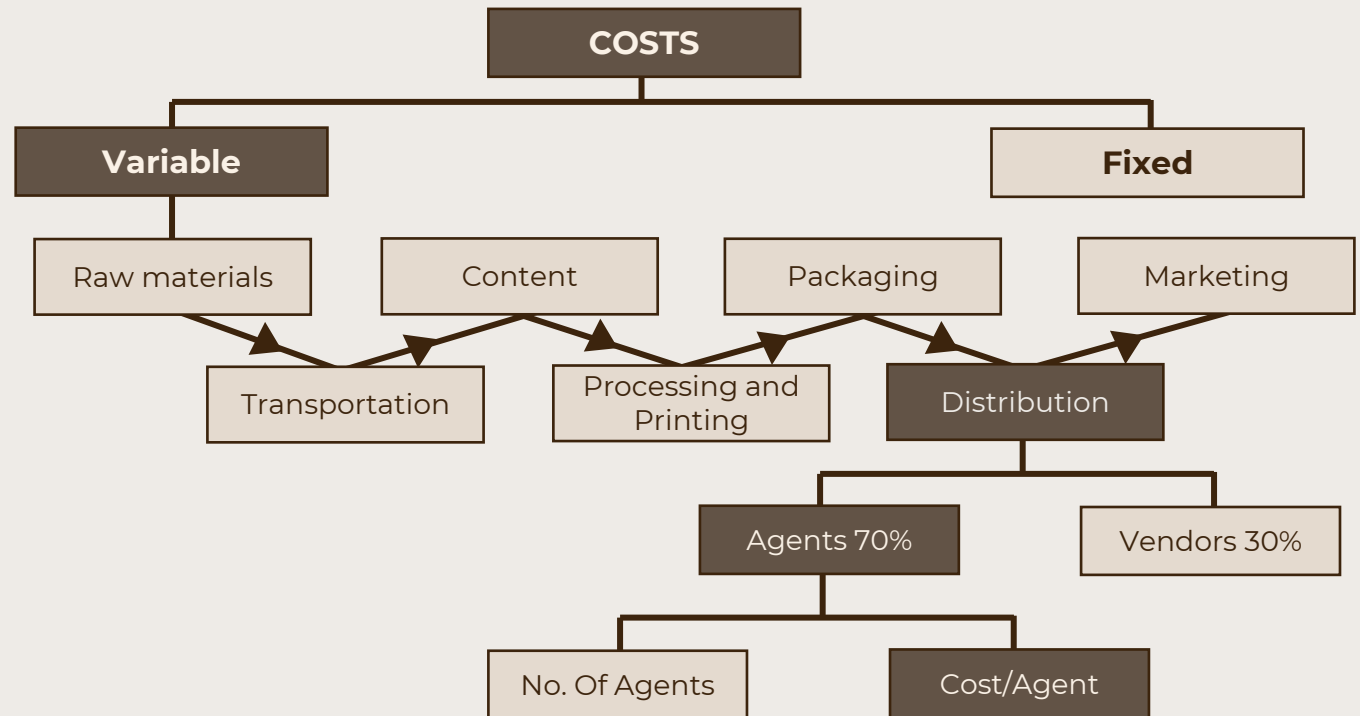 COSTS
Variable
Fixed
Raw materials
Content
Packaging
Marketing
Transportation
Processing and
Printing
Distribution
Agents 70%
Vendors 30%
No. Of Agents
Cost/Agent